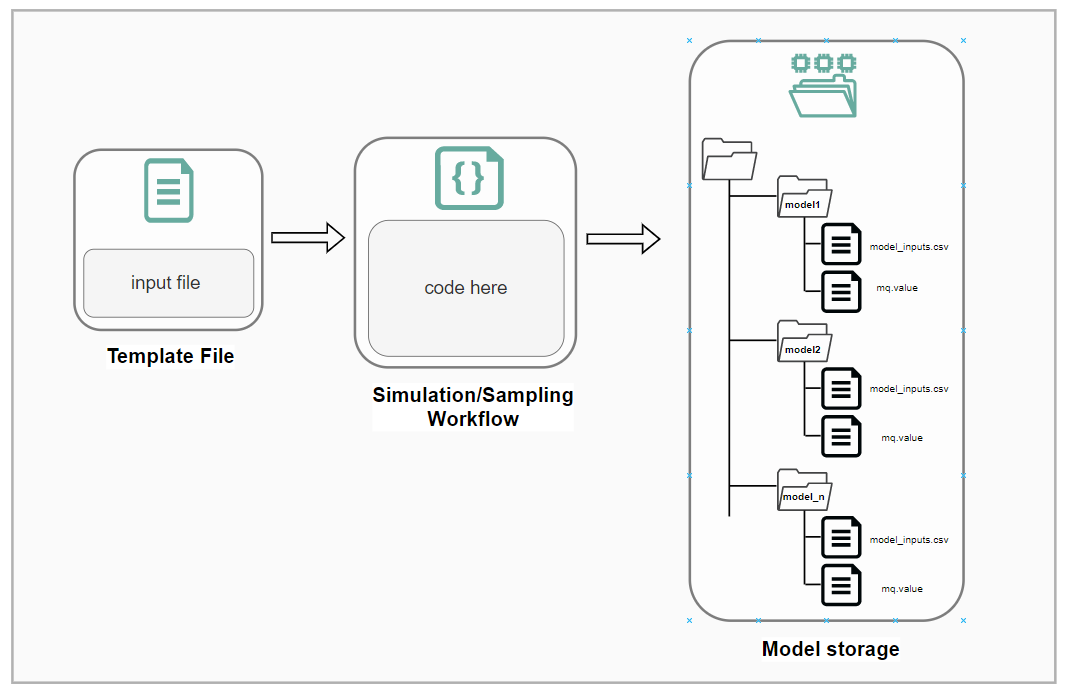 input file
Template File
{}
code here
Simulation/Sampling
Workflow
model1
model_inputs.csv
mq.value
model2
model_inputs.csv
mq.value
model_n
model_inputs.csv
mq.value
Model storage